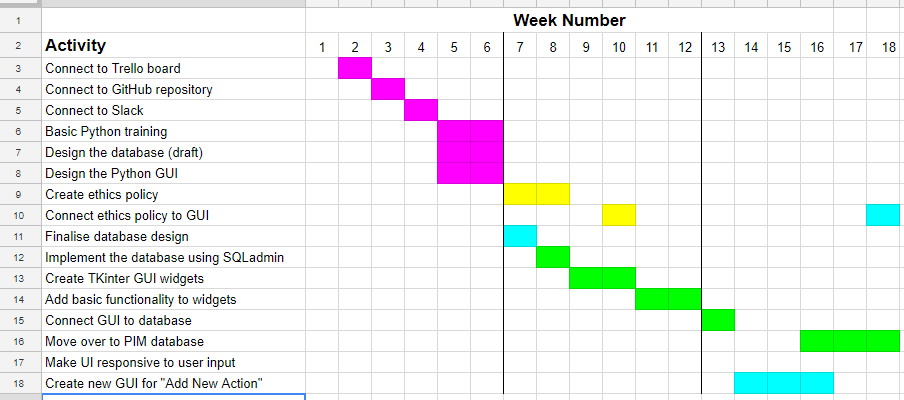 1 Week Number
2 Activity 1 2 3 4 5 6 7 8 9 10 11 12 13 14 15 16 17 18
3 Connect to Trello board
4 Connect to GitHub repository
5 Connect to Slack
6 Basic Python training
7 Design the database (draft)
8 Design the Python GUI
9 Create ethics policy
10 Connect ethics policy to GUI
11 Finalise database design
12 Implement the database using SQLadmin
13 Create TKinter GUI widgets
14 Add basic functionality to widgets
15 Connect GUI to database
16 Move over to PIM database
17 Make UI responsive to user input
18 Create new GUI for "Add New Action"